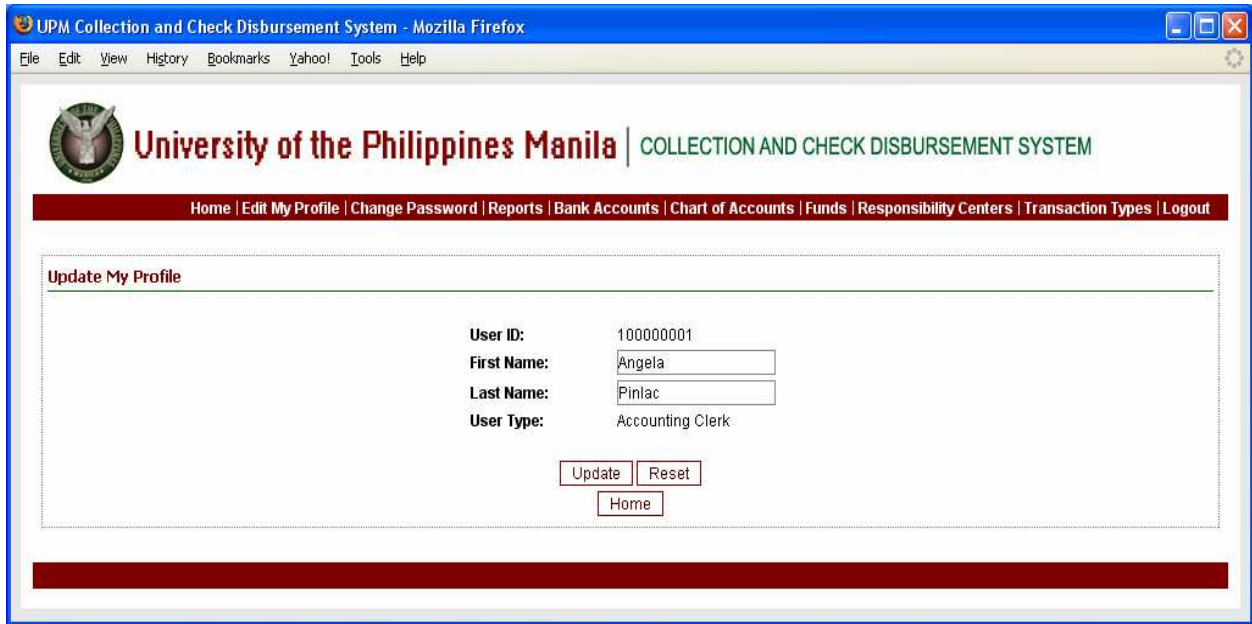 UPM Collection and Check Disbursement System - Mozilla Firefox
File Edit View History Bookmarks Yahoo! Tools Help
University of the Philippines Manila | COLLECTION AND CHECK DISBURSEMENT SYSTEM
Home | Edit My Profile | Change Password | Reports | Bank Accounts | Chart of Accounts | Funds | Responsibility Centers | Transaction Types | Logout
Update My Profile
User ID: 100000001
First Name: Angela
Last Name: Pinlac
User Type: Accounting Clerk
Update Reset
Home